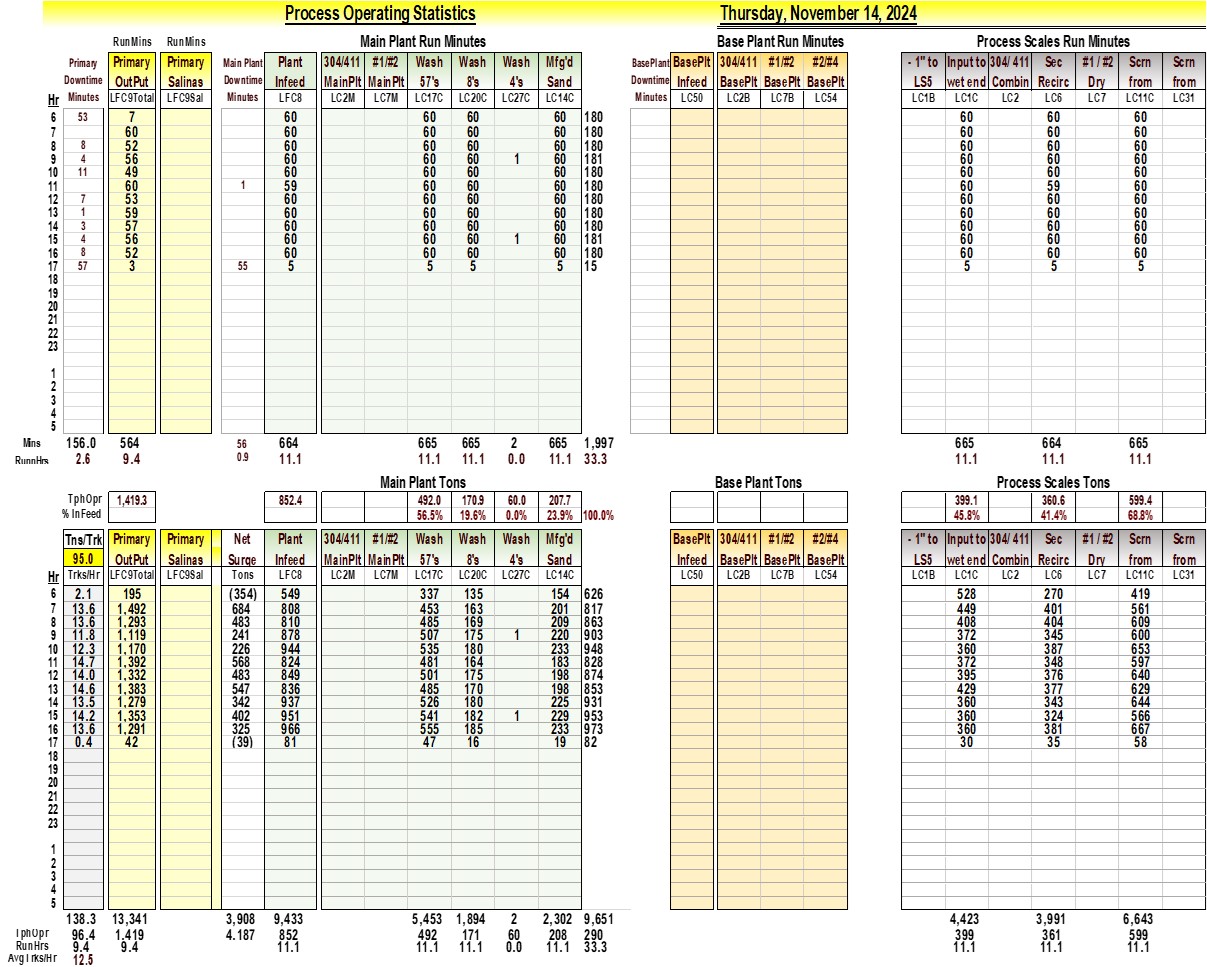 Process Operating Statistics Thursday, November 14, 2024
RunMins RunMins Main Plant Run Minutes Base Plant Run Minutes Process Scales Run Minutes
Primary Primary Primary Main Plant Plant 304/411 #1/#2 Wash Wash Wash Mfg'd BasePlant BasePlt 304/411 #1/#2 #2/#4 - 1" to Input to 304/ 411 Sec #1 / #2 Scrn Scrn
Downtime OutPut Salinas Downtime Infeed MainPlt MainPlt 57's 8's 4's Sand Downtime Infeed BasePlt BasePlt BasePlt LS5 wet end Combin Recirc Dry from from
Hr Minutes LFC9Total LFC9Sal Minutes LFC8 LC2M LC7M LC17C LC20C LC27C LC14C Minutes LC50 LC2B LC7B LC54 LC1B LC1C LC2 LC6 LC7 LC11C LC31
6 53 7 60 60 60 60 180 60 60 60
7 60 60 60 60 60 180 60 60 60
8 8 52 60 60 60 60 180 60 60 60
9 4 56 60 60 60 1 60 181 60 60 60
10 11 49 60 60 60 60 180 60 60 60
11 60 1 59 60 60 60 180 60 59 60
12 7 53 60 60 60 60 180 60 60 60
13 1 59 60 60 60 60 180 60 60 60
14 3 57 60 60 60 60 180 60 60 60
15 4 56 60 60 60 1 60 181 60 60 60
16 8 52 60 60 60 60 180 60 60 60
17 57 3 55 5 5 5 5 15 5 5 5
18
19
20
21
22
23
1
2
3
4
5
Mins 156.0 564 56 664 665 665 2 665 1,997 665 664 665
RunnHrs 2.6 9.4 0.9 11.1 11.1 11.1 0.0 11.1 33.3 11.1 11.1 11.1
Main Plant Tons Base Plant Tons Process Scales Tons
TphOpr 1,419.3 852.4 492.0 170.9 60.0 207.7 399.1 360.6 599.4
% InFeed 56.5% 19.6% 0.0% 23.9% 100.0% 45.8% 41.4% 68.8%
Tns/Trk Primary Primary Net Plant 304/411 #1/#2 Wash Wash Wash Mfg'd BasePlt 304/411 #1/#2 #2/#4 - 1" to Input to 304/ 411 Sec #1 / #2 Scrn Scrn
95.0 OutPut Salinas Surge Infeed MainPlt MainPlt 57's 8's 4's Sand Infeed BasePlt BasePlt BasePlt LS5 wet end Combin Recirc Dry from from
Hr Trks/Hr LFC9Total LFC9Sal Tons LFC8 LC2M LC7M LC17C LC20C LC27C LC14C LC50 LC2B LC7B LC54 LC1B LC1C LC2 LC6 LC7 LC11C LC31
6 2.1 195 (354) 549 337 135 154 626 528 270 419
7 13.6 1,492 684 808 453 163 201 817 449 401 561
8 13.6 1,293 483 810 485 169 209 863 408 404 609
9 11.8 1,119 241 878 507 175 1 220 903 372 345 600
10 12.3 1,170 226 944 535 180 233 948 360 387 653
11 14.7 1,392 568 824 481 164 183 828 372 348 597
12 14.0 1,332 483 849 501 175 198 874 395 376 640
13 14.6 1,383 547 836 485 170 198 853 429 377 629
14 13.5 1,279 342 937 526 180 225 931 360 343 644
15 14.2 1,353 402 951 541 182 1 229 953 360 324 566
16 13.6 1,291 325 966 555 185 233 973 360 381 667
17 0.4 42 (39) 81 47 16 19 82 30 35 58
18
19
20
21
22
23
1
2
3
4
5
138.3 13,341 3,908 9,433 5,453 1,894 2 2,302 9,651 4,423 3,991 6,643
TphOpr 96.4 1,419 4.187 852 492 171 60 208 290 399 361 599
RunHrs 9.4 9.4 11.1 11.1 11.1 0.0 11.1 33.3 11.1 11.1 11.1
AvgTrks/Hr 12.5